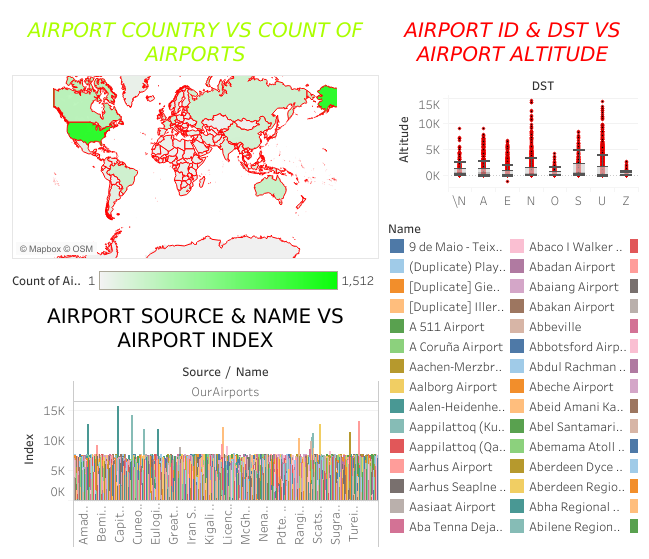 AIRPORT COUNTRY VS COUNT OF
AIRPORTS
© Mapbox © OSM
Count of Ai.. 1 1,512
AIRPORT SOURCE & NAME VS
AIRPORT INDEX
Source / Name
OurAirports
Index
15K
10K
5K
0K
Amad..
Bemi..
Capit..
Cuneo..
Eulogi..
Great..
Iran S..
Kigali ..
Licenc..
McGh..
Nena..
Pdte. ..
Rangi..
Scats..
Sugra..
Turei..
AIRPORT ID & DST VS
AIRPORT ALTITUDE
DST
Altitude
15K
10K
5K
0K
\N A E N O S U Z
Name
9 de Maio - Teix..
(Duplicate) Play..
[Duplicate] Gie..
[Duplicate] Iller..
A 511 Airport
A Coruña Airport
Aachen-Merzbr..
Aalborg Airport
Aalen-Heidenhe..
Aappilattoq (Ku..
Aappilattoq (Qa..
Aarhus Airport
Aarhus Seaplne ..
Aasiaat Airport
Aba Tenna Deja..
Abaco I Walker ..
Abadan Airport
Abaiang Airport
Abakan Airport
Abbeville
Abbotsford Airp..
Abdul Rachman ..
Abeche Airport
Abeid Amani Ka..
Abel Santamari..
Abemama Atoll ..
Aberdeen Dyce ..
Aberdeen Regio..
Abha Regional ..
Abilene Region..